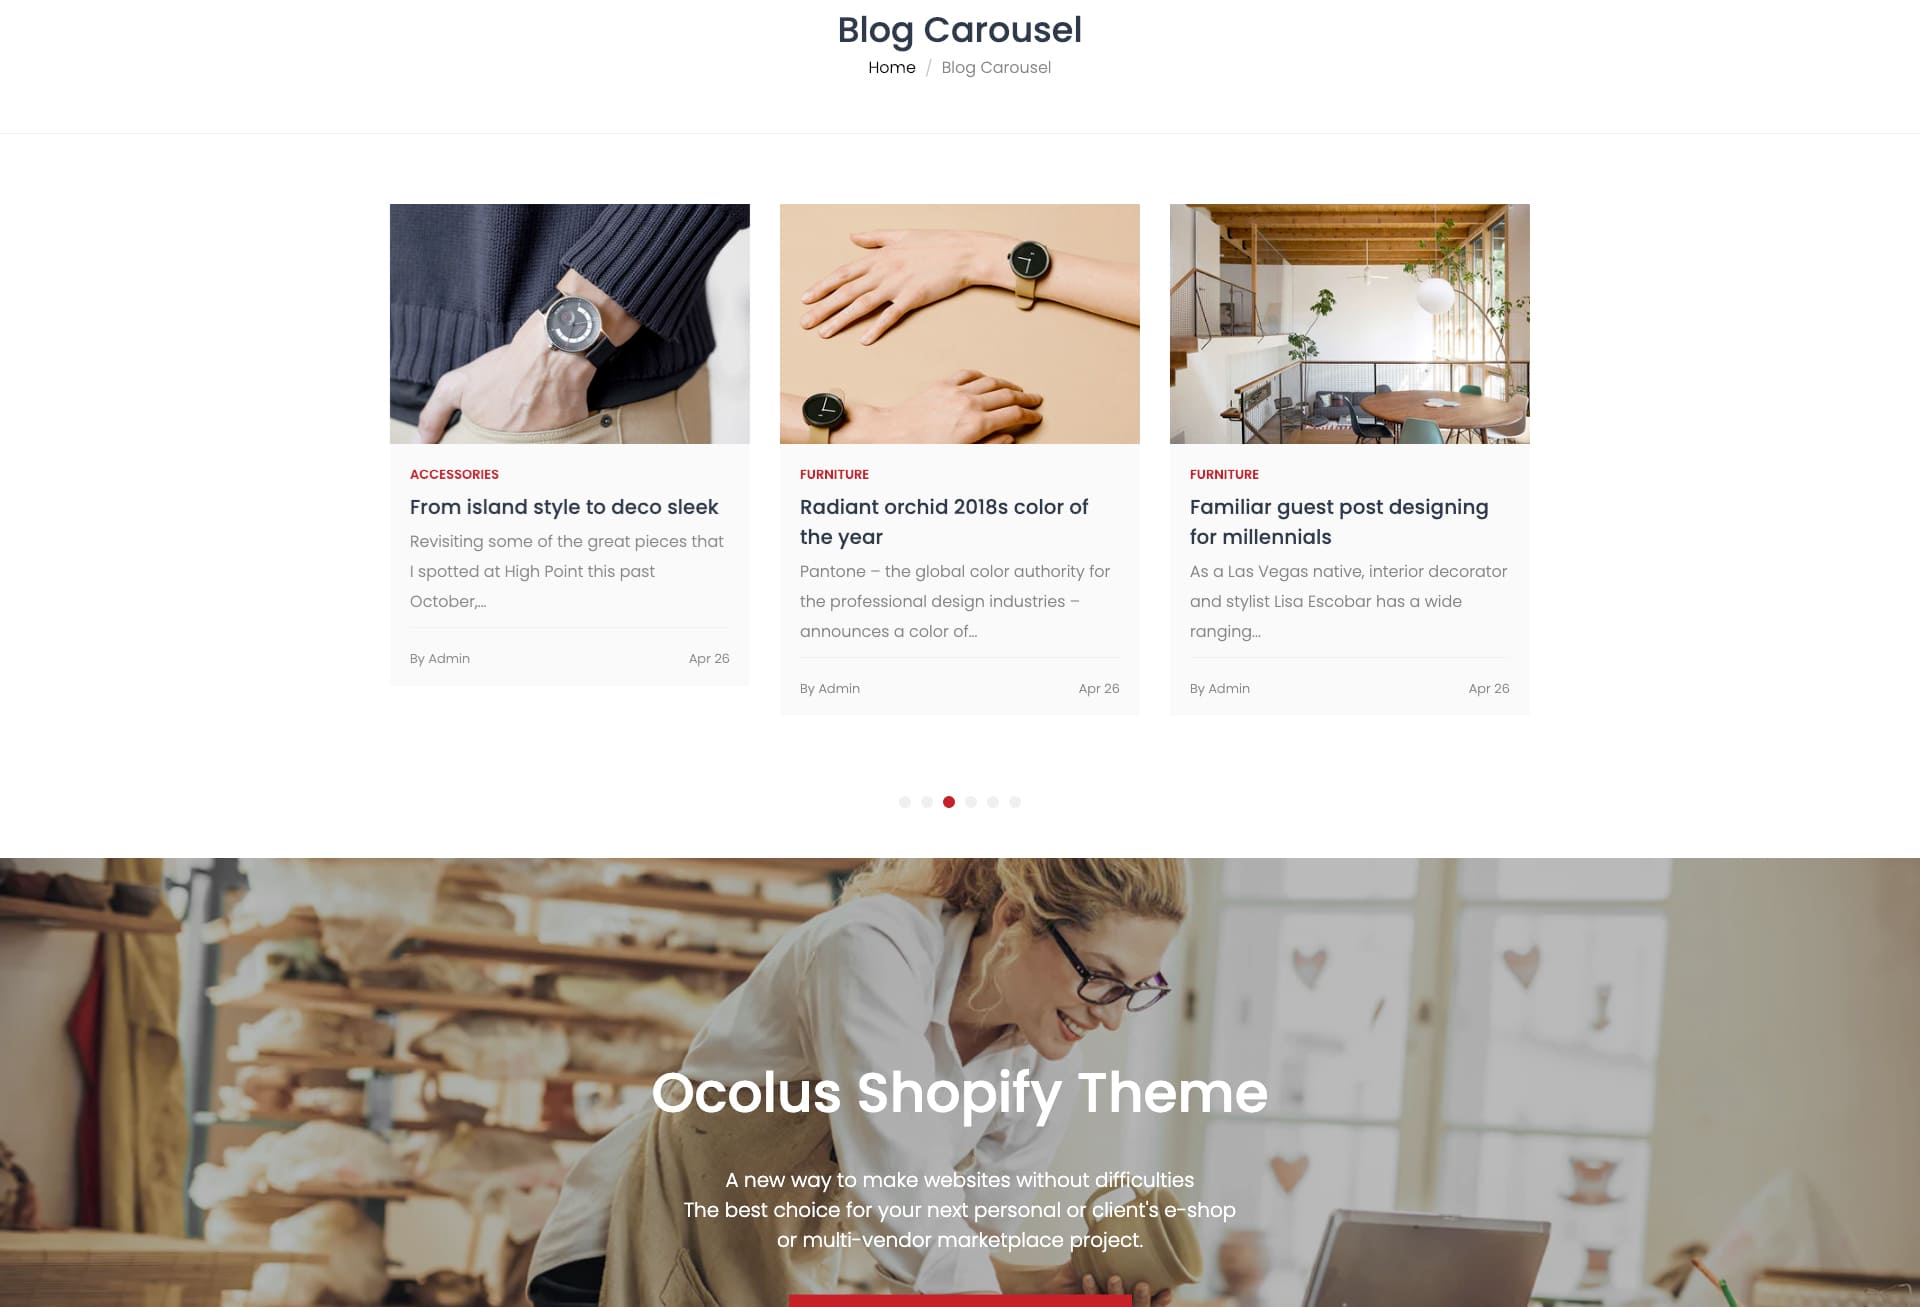 Blog Carousel
Home / Blog Carousel
ACCESSORIES
From island style to deco sleek
Revisiting some of the great pieces that
I spotted at High Point this past
October,...
By Admin
Apr 26
FURNITURE
Radiant orchid 2018s color of
the year
Pantone – the global color authority for
the professional design industries –
announces a color of...
By Admin
Apr 26
FURNITURE
Familiar guest post designing
for millennials
As a Las Vegas native, interior decorator
and stylist Lisa Escobar has a wide
ranging...
By Admin
Apr 26
Ocolus Shopify Theme
A new way to make websites without difficulties
The best choice for your next personal or client's e-shop
or multi-vendor marketplace project.